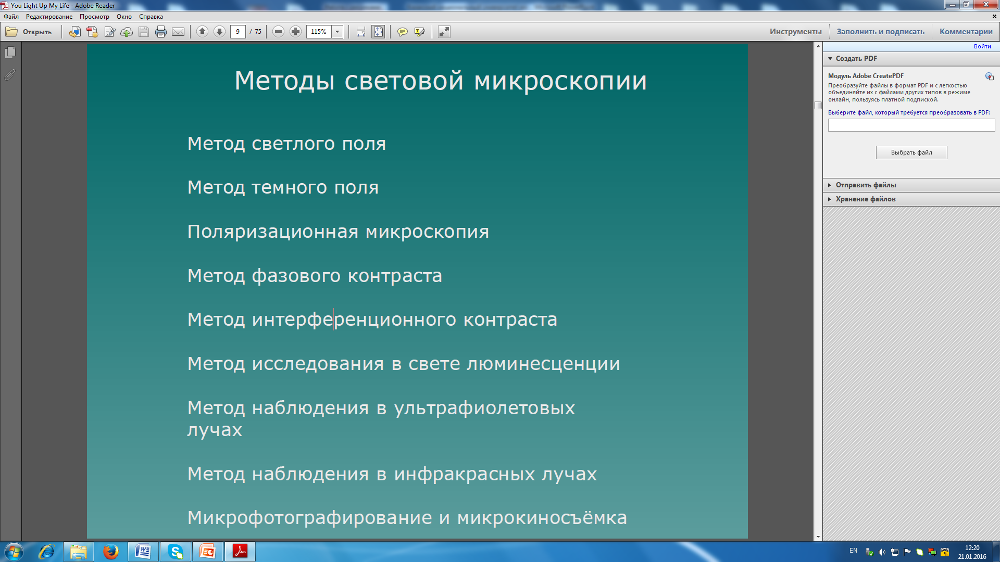 You Light Up My Life - Adobe Reader
Файл Редактирование Просмотр Окно Справка
Открыть 9 / 75 115% Инструменты Заполнить и подписать Комментарии
Войти
Создать PDF
Модуль Adobe CreatePDF
Преобразуйте файлы в формат PDF и с легкостью
объединяйте их с файлами других типов в режиме
онлайн, пользуясь платной подпиской.
Выберите файл, который требуется преобразовать в PDF:
Выбрать файл
Отправить файлы
Хранение файлов
Методы световой микроскопии
Метод светлого поля
Метод темного поля
Поляризационная микроскопия
Метод фазового контраста
Метод интерференционного контраста
Метод исследования в свете люминесценции
Метод наблюдения в ультрафиолетовых
лучах
Метод наблюдения в инфракрасных лучах
Микрофотографирование и микрокиносъёмка
EN
12:20
21.01.2016